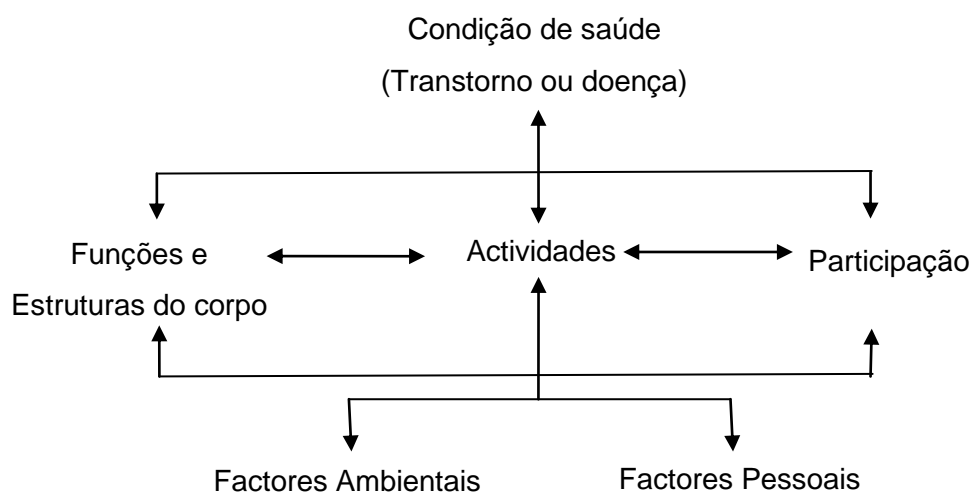 Condição de saúde
(Transtorno ou doença)
Funções e
Estruturas do corpo
Actividades
Participação
Factores Ambientais
Factores Pessoais